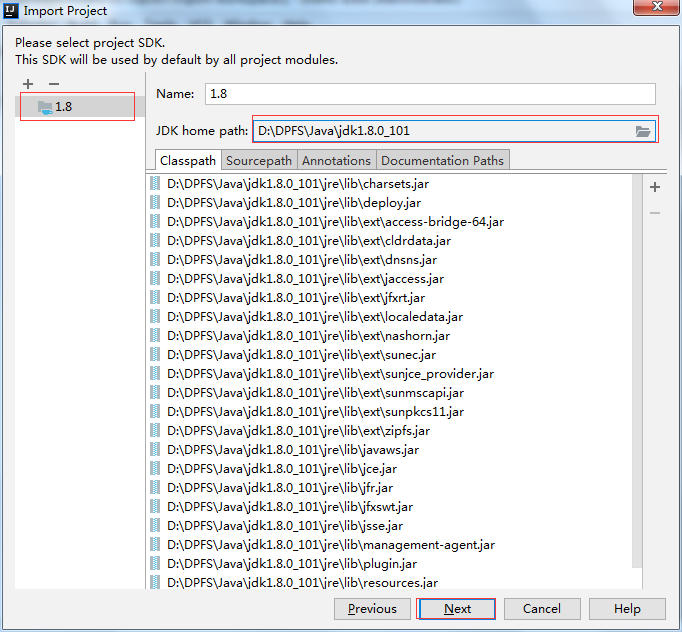 IJ Import Project
Please select project SDK.
This SDK will be used by default by all project modules.
1.8
Name: 1.8
JDK home path: D:\DPFS\Java\jdk1.8.0_101
Classpath Sourcepath Annotations Documentation Paths
D:\DPFS\Java\jdk1.8.0_101\jre\lib\charsets.jar
D:\DPFS\Java\jdk1.8.0_101\jre\lib\deploy.jar
D:\DPFS\Java\jdk1.8.0_101\jre\lib\ext\access-bridge-64.jar
D:\DPFS\Java\jdk1.8.0_101\jre\lib\ext\cldrdata.jar
D:\DPFS\Java\jdk1.8.0_101\jre\lib\ext\dnsns.jar
D:\DPFS\Java\jdk1.8.0_101\jre\lib\ext\jaccess.jar
D:\DPFS\Java\jdk1.8.0_101\jre\lib\ext\jfxrt.jar
D:\DPFS\Java\jdk1.8.0_101\jre\lib\ext\localedata.jar
D:\DPFS\Java\jdk1.8.0_101\jre\lib\ext\nashorn.jar
D:\DPFS\Java\jdk1.8.0_101\jre\lib\ext\sunec.jar
D:\DPFS\Java\jdk1.8.0_101\jre\lib\ext\sunjce_provider.jar
D:\DPFS\Java\jdk1.8.0_101\jre\lib\ext\sunmscapi.jar
D:\DPFS\Java\jdk1.8.0_101\jre\lib\ext\sunpkcs11.jar
D:\DPFS\Java\jdk1.8.0_101\jre\lib\ext\zipfs.jar
D:\DPFS\Java\jdk1.8.0_101\jre\lib\javaws.jar
D:\DPFS\Java\jdk1.8.0_101\jre\lib\jce.jar
D:\DPFS\Java\jdk1.8.0_101\jre\lib\jfr.jar
D:\DPFS\Java\jdk1.8.0_101\jre\lib\jfxswt.jar
D:\DPFS\Java\jdk1.8.0_101\jre\lib\jsse.jar
D:\DPFS\Java\jdk1.8.0_101\jre\lib\management-agent.jar
D:\DPFS\Java\jdk1.8.0_101\jre\lib\plugin.jar
D:\DPFS\Java\jdk1.8.0_101\jre\lib\resources.jar
Previous Next Cancel Help